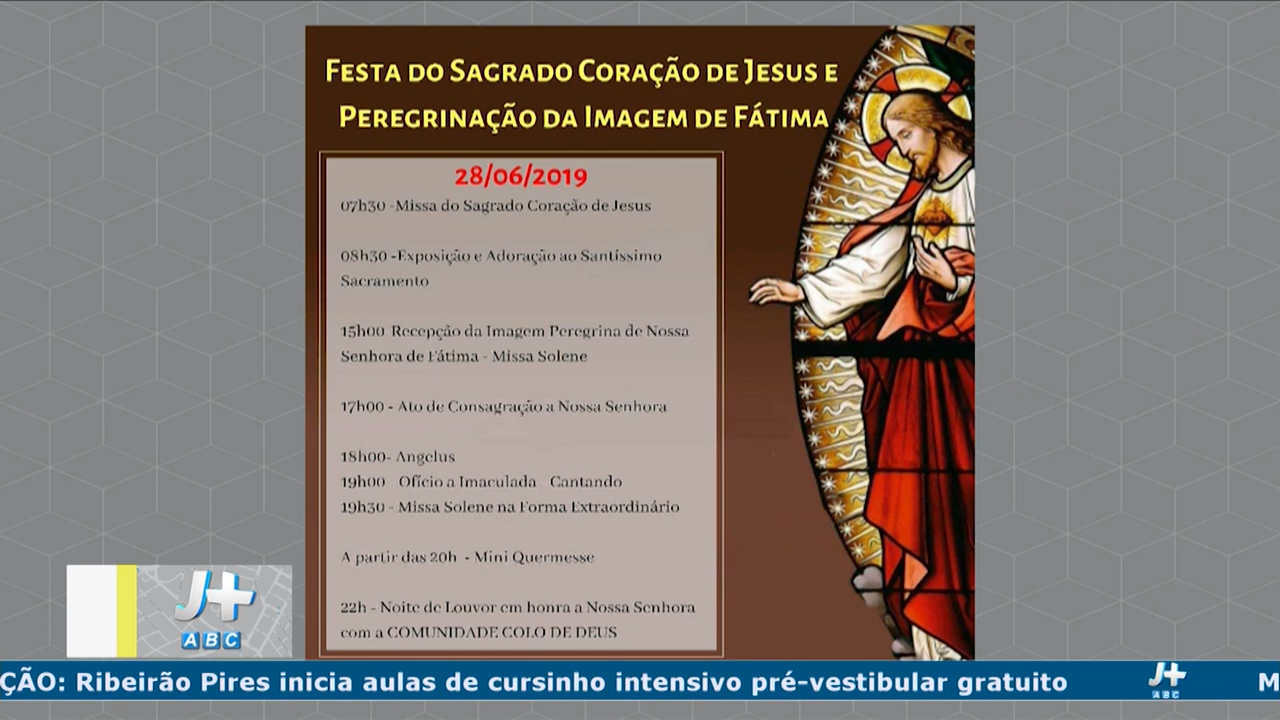 FESTA DO SAGRADO CORAÇÃO DE JESUS E
PEREGRINAÇÃO DA IMAGEM DE FÁTIMA
28/06/2019
07h30 -Missa do Sagrado Coração de Jesus
08h30 -Exposição e Adoração ao Santíssimo
Sacramento
15h00 Recepção da Imagem Peregrina de Nossa
Senhora de Fátima - Missa Solene
17h00 - Ato de Consagração a Nossa Senhora
18h00- Angelus
19h00 Ofício a Imaculada Cantando
19h30 - Missa Solene na Forma Extraordinário
A partir das 20h - Mini Quermesse
22h - Noite de Louvor em honra a Nossa Senhora
com a COMUNIDADE COLO DE DEUS
J+
ABC
ÇÃO: Ribeirão Pires inicia aulas de cursinho intensivo pré-vestibular gratuito J+ ABC M